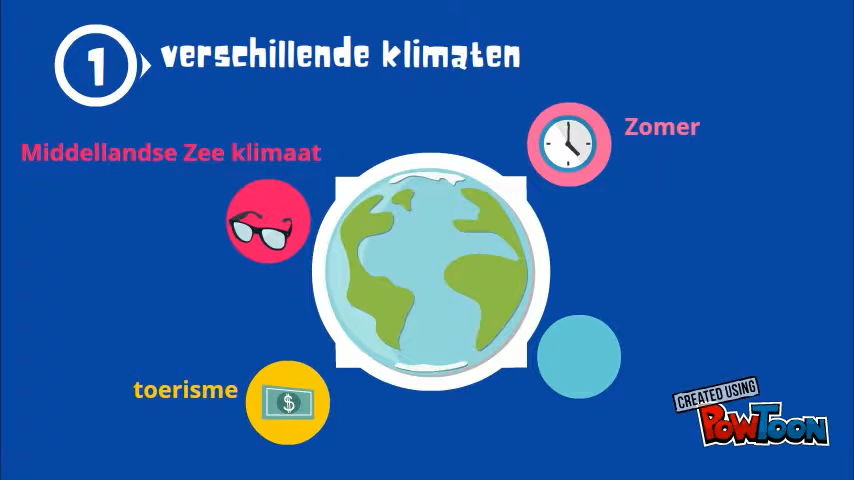 1
verschillende klimaten
Zomer
Middellandse Zee klimaat
toerisme
$
CREATED USING
POWTOON